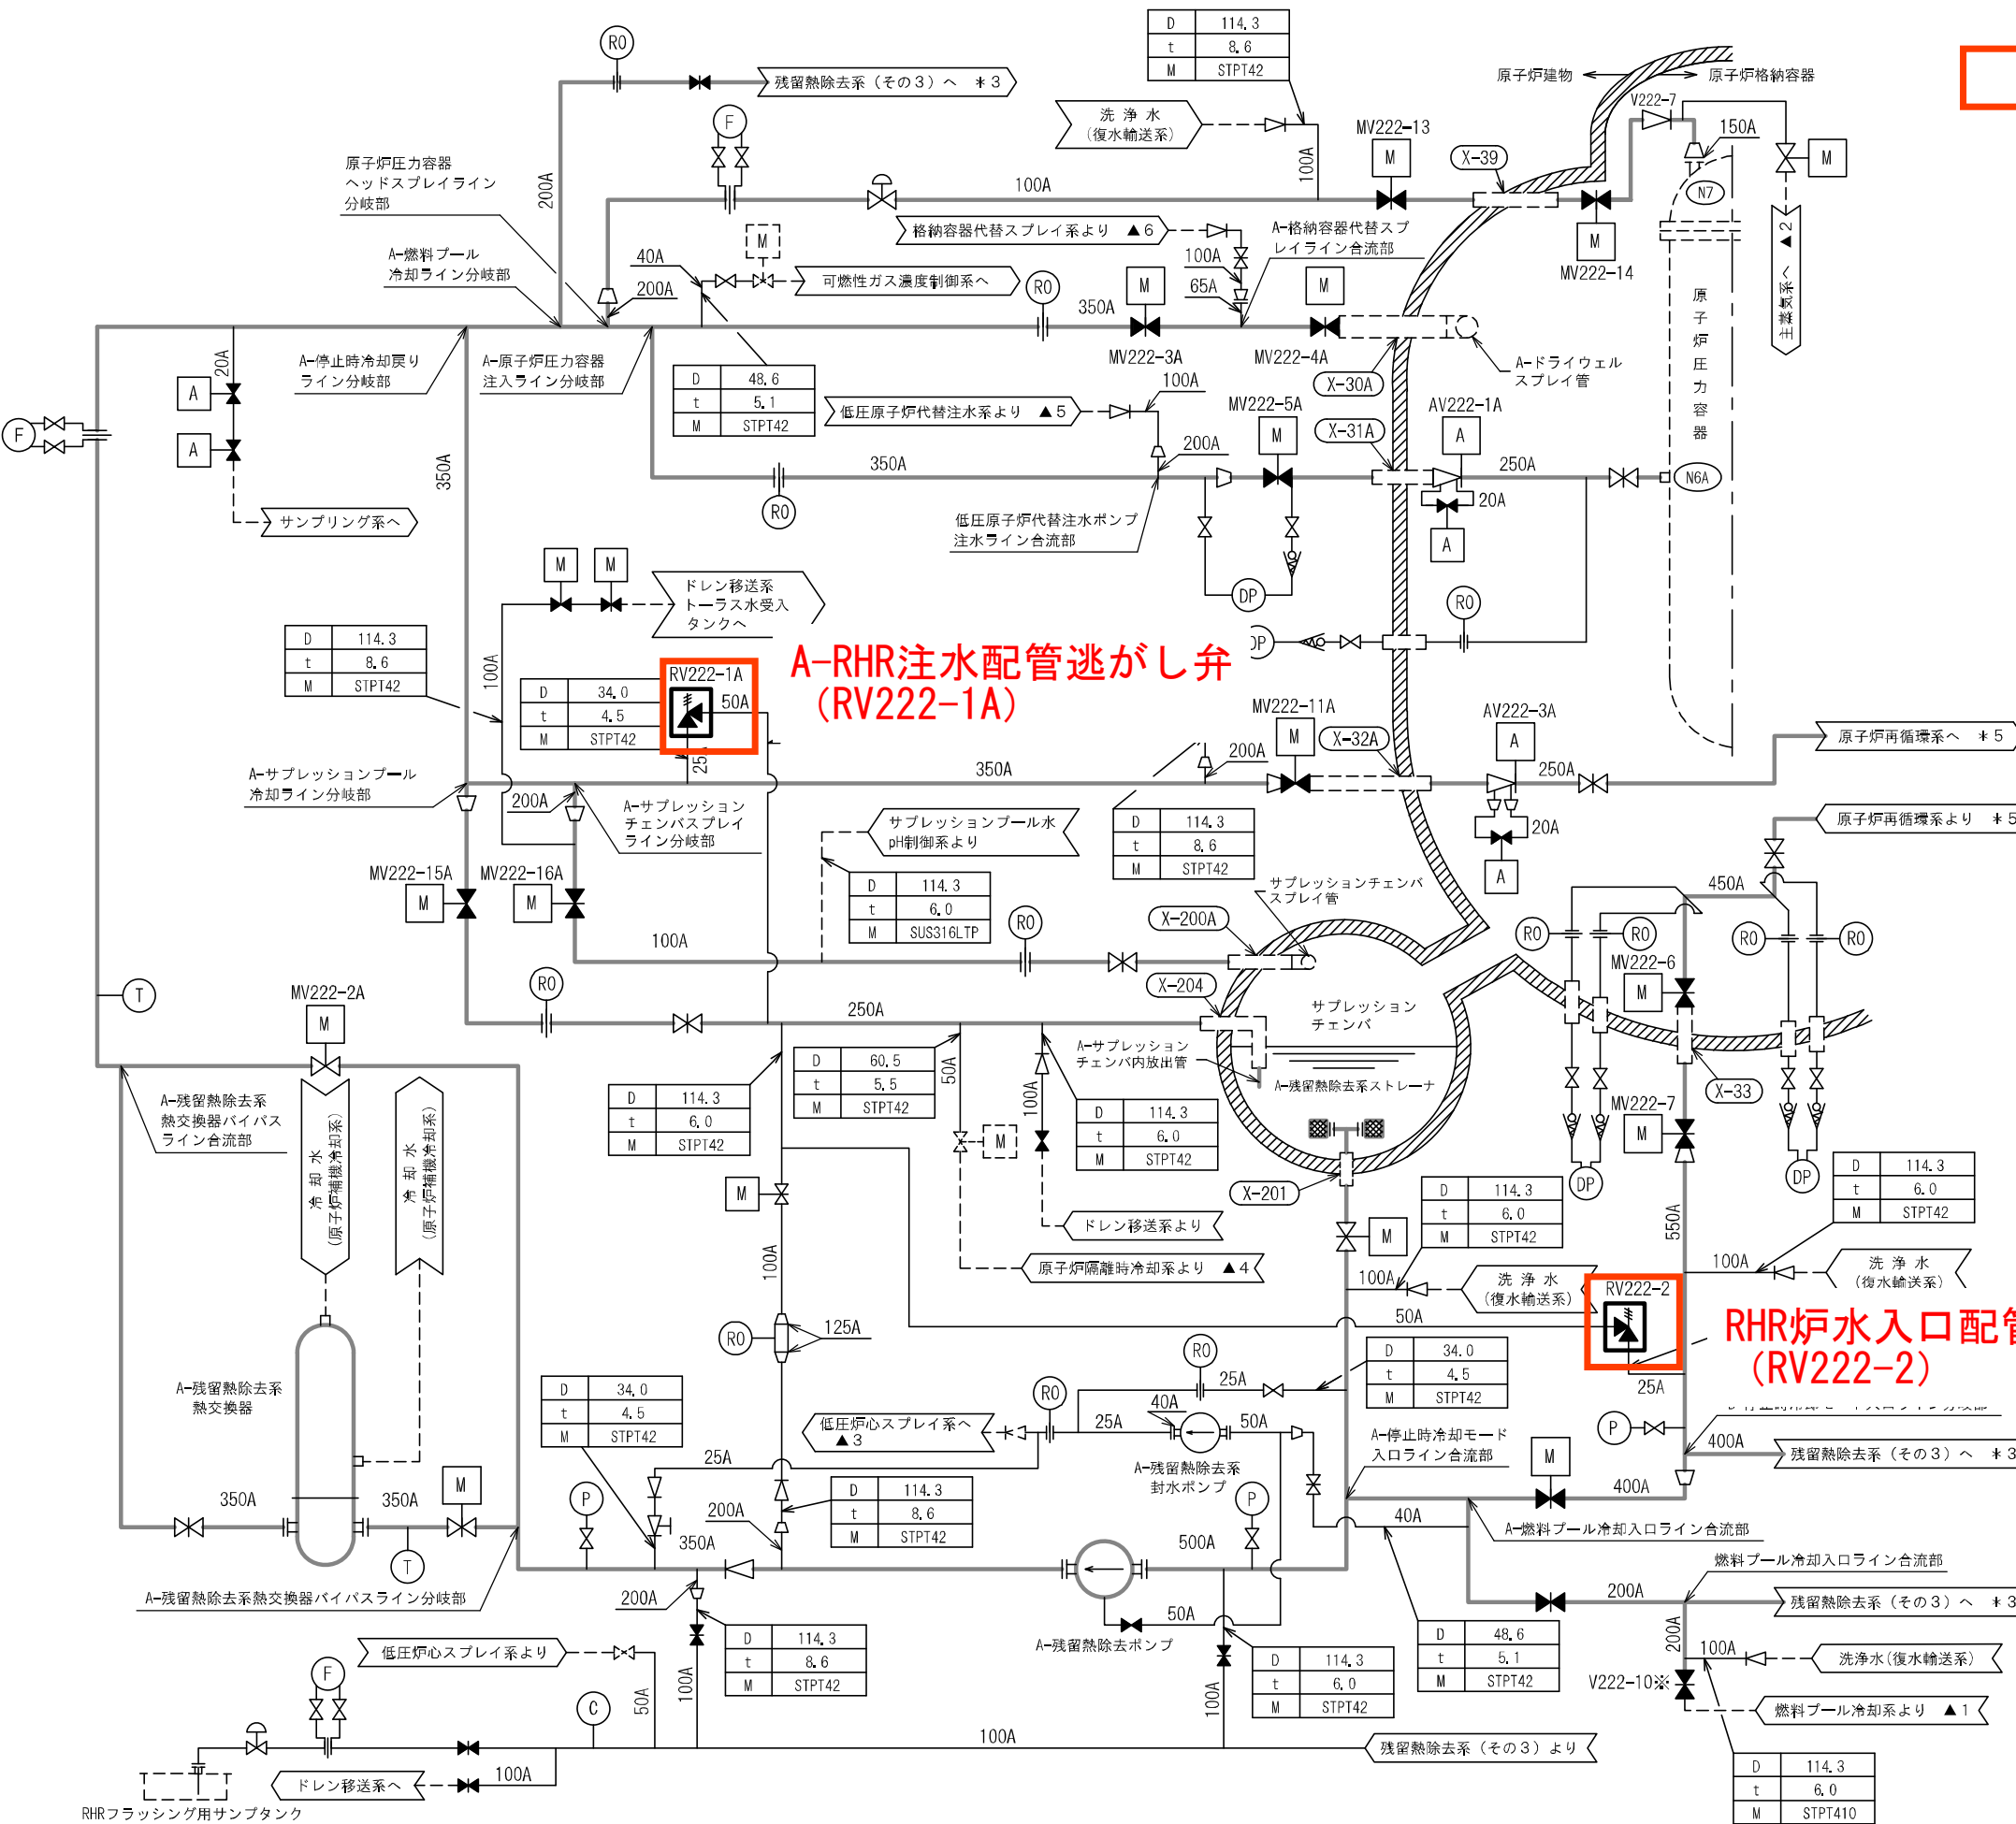 D 114.3
t 8.6
M STPT42
RO
残留熱除去系（その3）へ ＊3
原子炉建物
原子炉格納容器
洗浄水
（復水輸送系）
V222-7
150A
M
MV222-13
M
X-39
100A
F
原子炉圧力容器
ヘッドスプレイライン
分岐部
200A
100A
N7
格納容器代替スプレイ系より ▲6
A-格納容器代替スプ
レイライン合流部
M
MV222-14
主蒸気系へ ▲2
A-燃料プール
冷却ライン分岐部
M
40A
可燃性ガス濃度制御系へ
100A
65A
200A
RO
350A
M
M
MV222-3A
MV222-4A
原子炉圧力容器
20A
A-停止時冷却戻り
ライン分岐部
A-原子炉圧力容器
注入ライン分岐部
D 48.6
t 5.1
M STPT42
X-30A
A-ドライウェル
スプレイ管
A
A
F
100A
低圧原子炉代替注水系より ▲5
MV222-5A
M
X-31A
AV222-1A
A
200A
350A
350A
250A
N6A
RO
20A
A
サンプリング系へ
低圧原子炉代替注水ポンプ
注水ライン合流部
M
M
ドレン移送系
トーラス水受入
タンクへ
DP
RO
D 114.3
t 8.6
M STPT42
100A
A-RHR注水配管逃がし弁
（RV222-1A）
RV222-1A
50A
D 34.0
t 4.5
M STPT42
MV222-11A
M
X-32A
AV222-3A
A
原子炉再循環系へ ＊5
A-サプレッションプール
冷却ライン分岐部
350A
200A
250A
200A
A-サプレッション
チェンバスプレイ
ライン分岐部
サプレッションプール水
pH制御系より
D 114.3
t 8.6
M STPT42
20A
A
原子炉再循環系より ＊5
MV222-15A
M
MV222-16A
M
D 114.3
t 6.0
M SUS316LTP
サプレッションチェンバ
スプレイ管
450A
X-200A
RO
100A
RO
RO
RO
RO
MV222-6
M
X-204
RO
T
MV222-2A
M
250A
サプレッション
チェンバ
A-サプレッション
チェンバ内放出管
A-残留熱除去系ストレーナ
D 60.5
t 5.5
M STPT42
50A
100A
D 114.3
t 6.0
M STPT42
M
D 114.3
t 6.0
M STPT42
X-33
MV222-7
M
A-残留熱除去系
熱交換器バイパス
ライン合流部
冷却水
（原子炉補機冷却系）
冷却水
（原子炉補機冷却系）
M
X-201
DP
DP
D 114.3
t 6.0
M STPT42
D 114.3
t 6.0
M STPT42
ドレン移送系より
M
550A
100A
原子炉隔離時冷却系より ▲4
100A
洗浄水
（復水輸送系）
100A
洗浄水
（復水輸送系）
RV222-2
50A
RHR炉水入口配
（RV222-2）
RO
125A
RO
25A
D 34.0
t 4.5
M STPT42
25A
A-残留熱除去系
熱交換器
D 34.0
t 4.5
M STPT42
低圧炉心スプレイ系へ
▲3
RO
25A
40A
50A
P
A-停止時冷却モード
入口ライン合流部
400A
残留熱除去系（その3）へ ＊3
25A
A-残留熱除去系
封水ポンプ
M
350A
350A
M
P
D 114.3
t 8.6
M STPT42
P
400A
200A
350A
40A
500A
A-燃料プール冷却入口ライン合流部
T
燃料プール冷却入口ライン合流部
A-残留熱除去系熱交換器バイパスライン分岐部
200A
200A
残留熱除去系（その3）へ ＊3
50A
A-残留熱除去ポンプ
D 114.3
t 8.6
M STPT42
D 114.3
t 6.0
M STPT42
D 48.6
t 5.1
M STPT42
200A
100A
洗浄水（復水輸送系）
低圧炉心スプレイ系より
F
50A
100A
100A
V222-10※
燃料プール冷却系より ▲1
C
100A
残留熱除去系（その3）より
ドレン移送系へ
100A
D 114.3
t 6.0
M STPT410
RHRフラッシング用サンプタンク